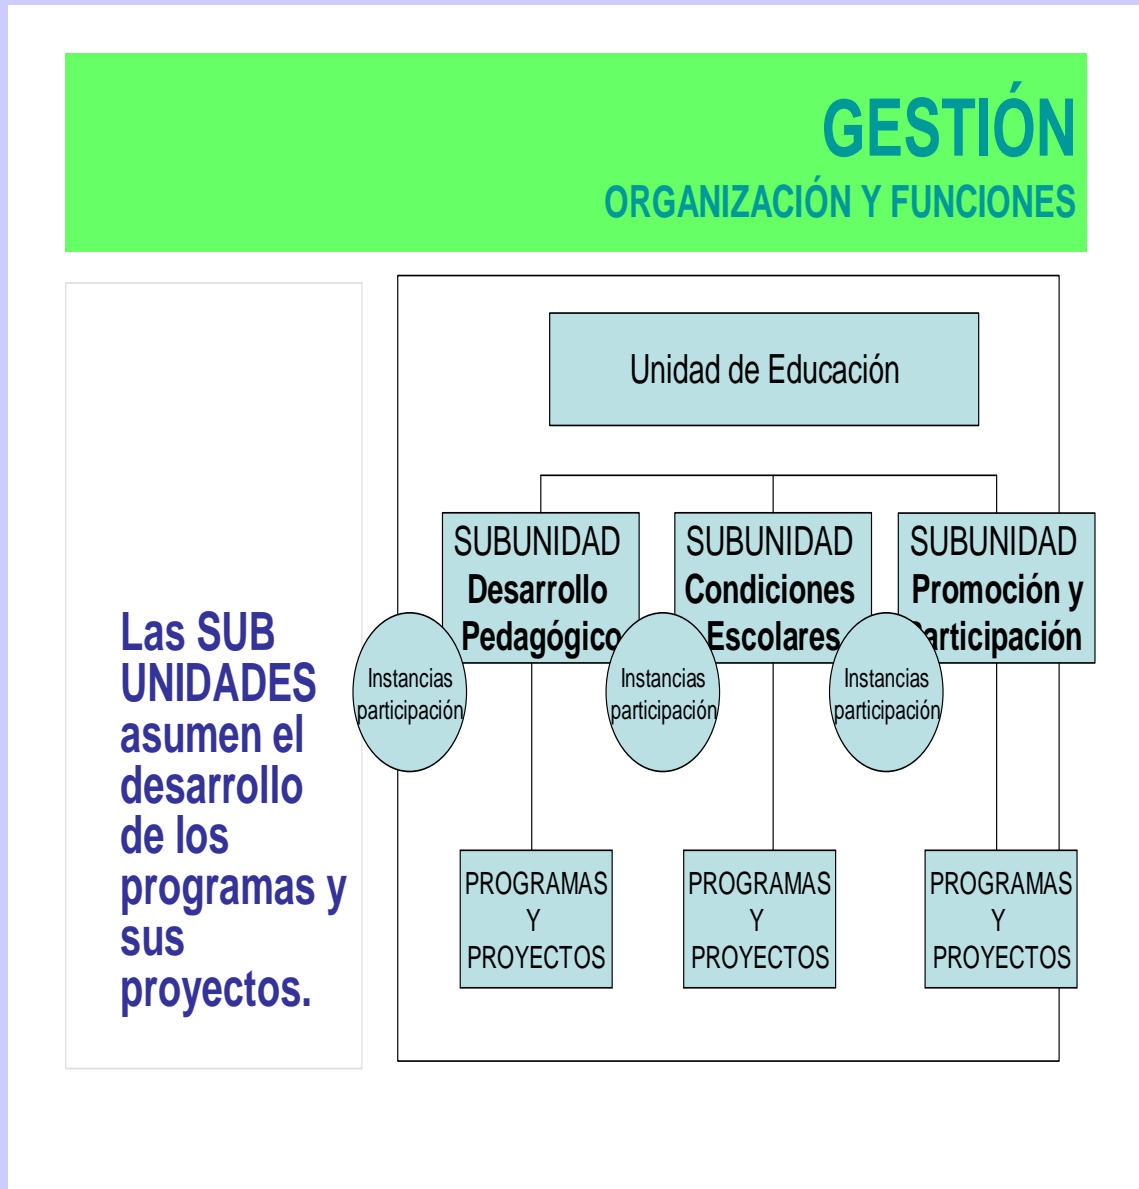 GESTIÓN
ORGANIZACIÓN Y FUNCIONES
Las SUB
UNIDADES
asumen el
desarrollo
de los
programas y
sus
proyectos.
Unidad de Educación
SUBUNIDAD
Desarrollo
Pedagógico
Instancias
participación
PROGRAMAS
Y
PROYECTOS
SUBUNIDAD
Condiciones
Escolares
Instancias
participación
PROGRAMAS
Y
PROYECTOS
SUBUNIDAD
Promoción y
Participación
Instancias
participación
PROGRAMAS
Y
PROYECTOS